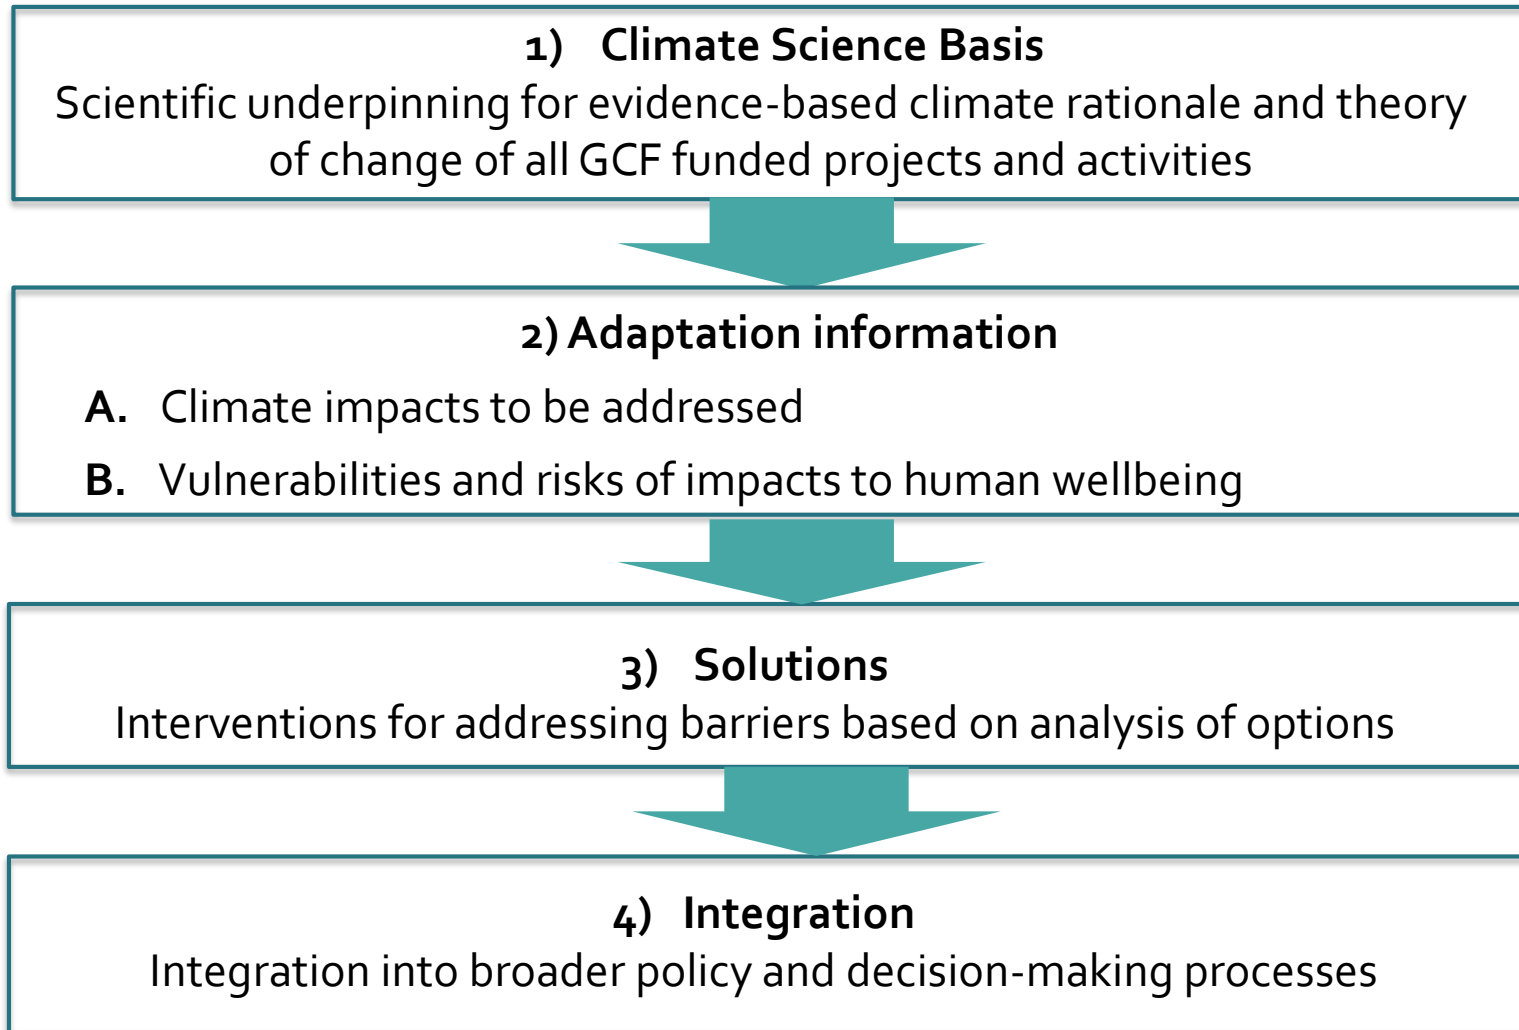 1) Climate Science Basis
Scientific underpinning for evidence-based climate rationale and theory
of change of all GCF funded projects and activities
2) Adaptation information
A. Climate impacts to be addressed
B. Vulnerabilities and risks of impacts to human wellbeing
3) Solutions
Interventions for addressing barriers based on analysis of options
4) Integration
Integration into broader policy and decision-making processes